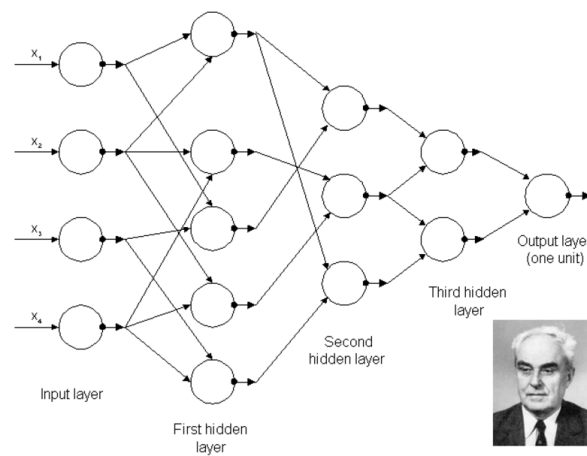 X1
X2
X3
X4
Input layer
First hidden
layer
Second
hidden layer
Third hidden
layer
Output laye
(one unit)